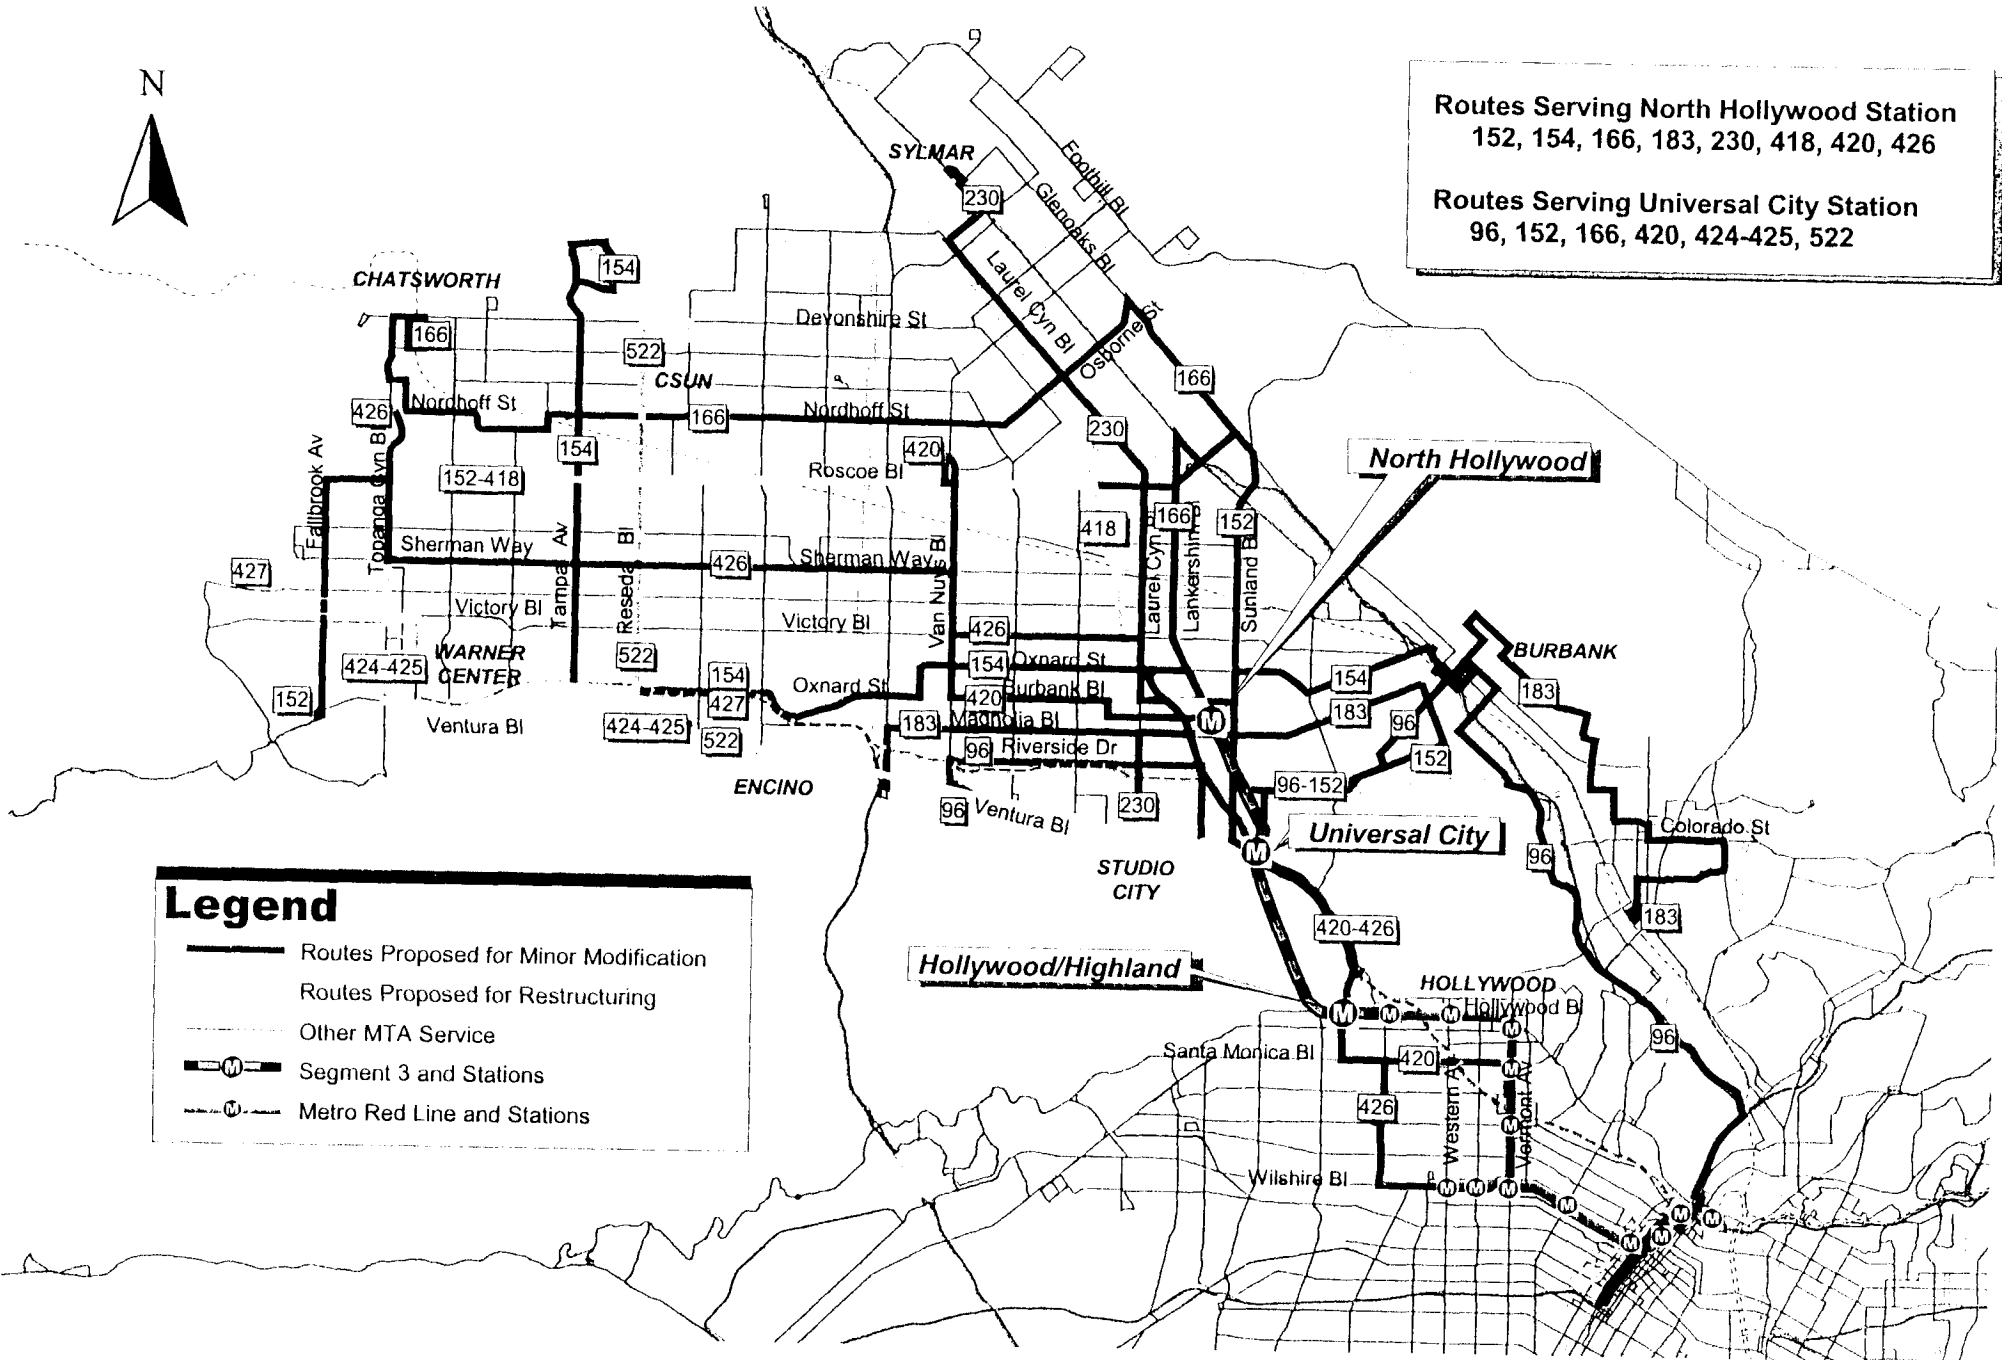 N
Routes Serving North Hollywood Station
152, 154, 166, 183, 230, 418, 420, 426
Routes Serving Universal City Station
96, 152, 166, 420, 424-425, 522
SYLMAR
230
Foothill Bl
Glenoaks Bl
Laurel Cyn Bl
Osborne St
CHATSWORTH
154
166
Devonshire St
522
CSUN
166
426
Nordhoff St
166
Nordhoff St
230
154
420
Roscoe Bl
152-418
North Hollywood
Fallbrook Av
Topanga Cyn Bl
Tampa Av
Reseda Bl
Van Nuys Bl
Laurel Cyn B
Lankershim Bl
Sunland B
418
166
152
Sherman Way
426
Sherman Way
427
Victory Bl
Victory Bl
426
WARNER
CENTER
424-425
522
154
154
Oxnard St
154
BURBANK
152
427
Oxnard St
420
Burbank Bl
183
183
Ventura Bl
424-425
522
183
Magnolia Bl
M
96
96
Riverside Dr
152
ENCINO
96-152
96
Ventura Bl
230
Universal City
M
Colorado St
96
STUDIO
CITY
183
420-426
Hollywood/Highland
HOLLYWOOD
Hollywood Bl
M
M
M
M
Santa Monica Bl
420
M
96
426
Western Av
Vermont Av
M
Wilshire Bl
M
M
M
M
M
M
M
M
Legend
Routes Proposed for Minor Modification
Routes Proposed for Restructuring
Other MTA Service
M
Segment 3 and Stations
M
Metro Red Line and Stations